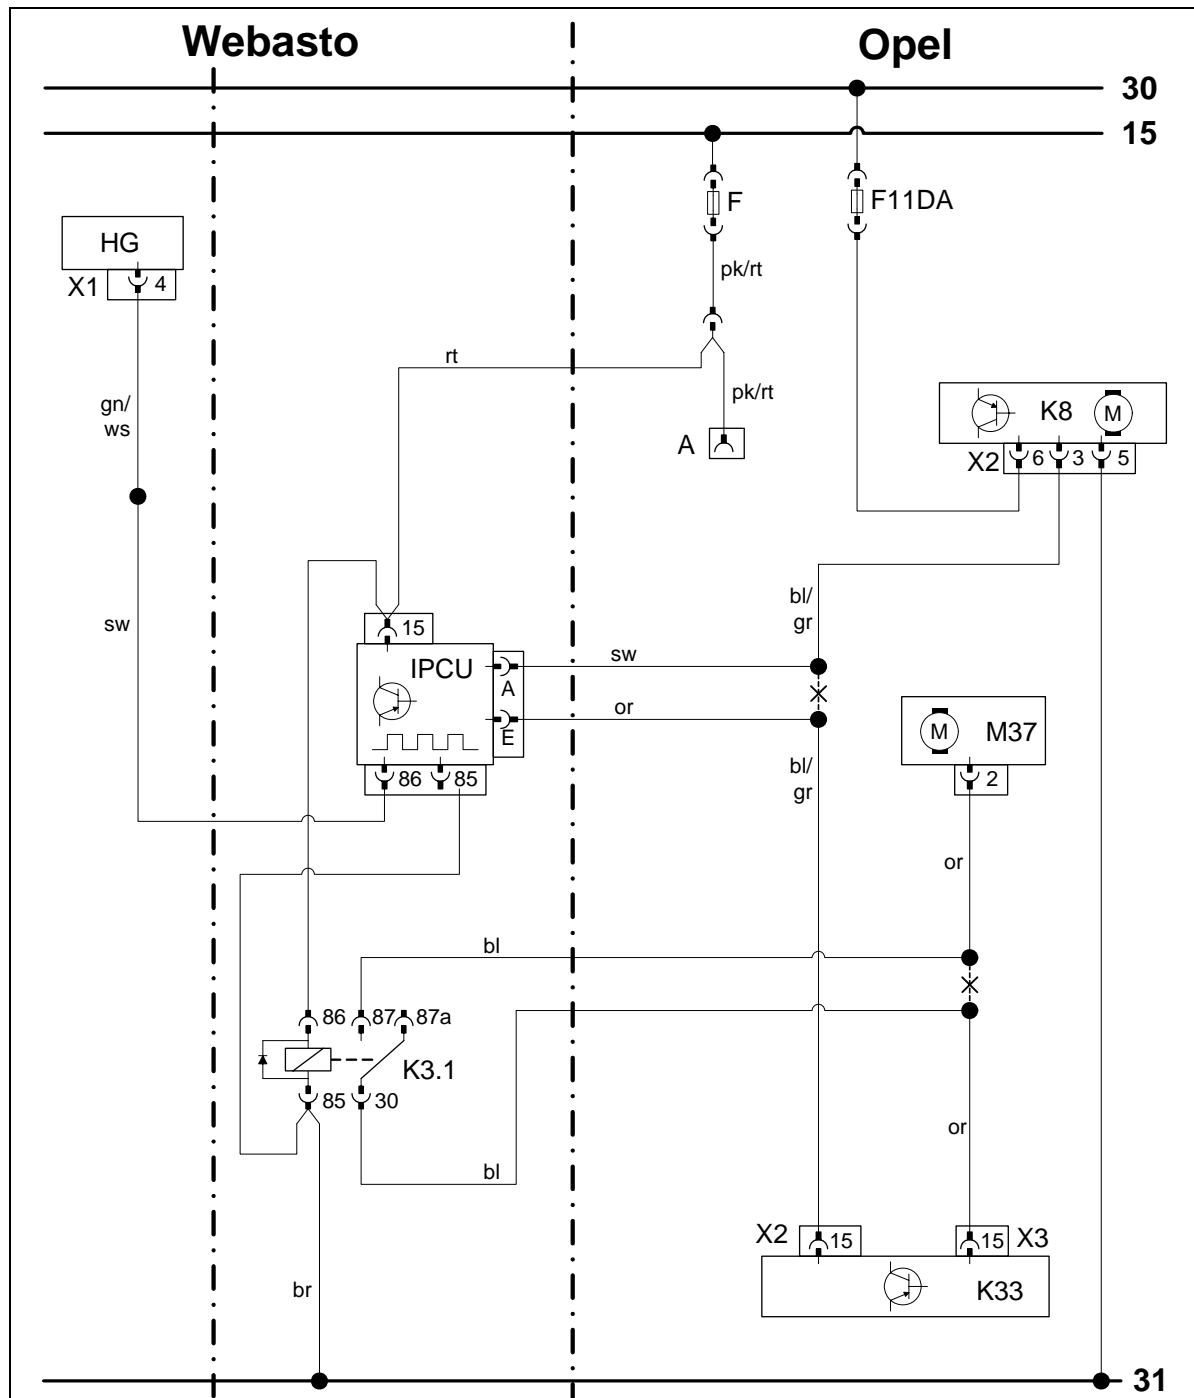 Webasto
Opel
30
15
F
F11DA
HG
X1
4
pk/rt
rt
gn/
ws
pk/rt
K8
M
A
X2
6
3
5
bl/
gr
sw
15
IPCU
sw
A
or
E
M
M37
bl/
gr
86
85
2
or
bl
86
87
87a
K3.1
85
30
or
bl
X2
15
15
X3
K33
br
31